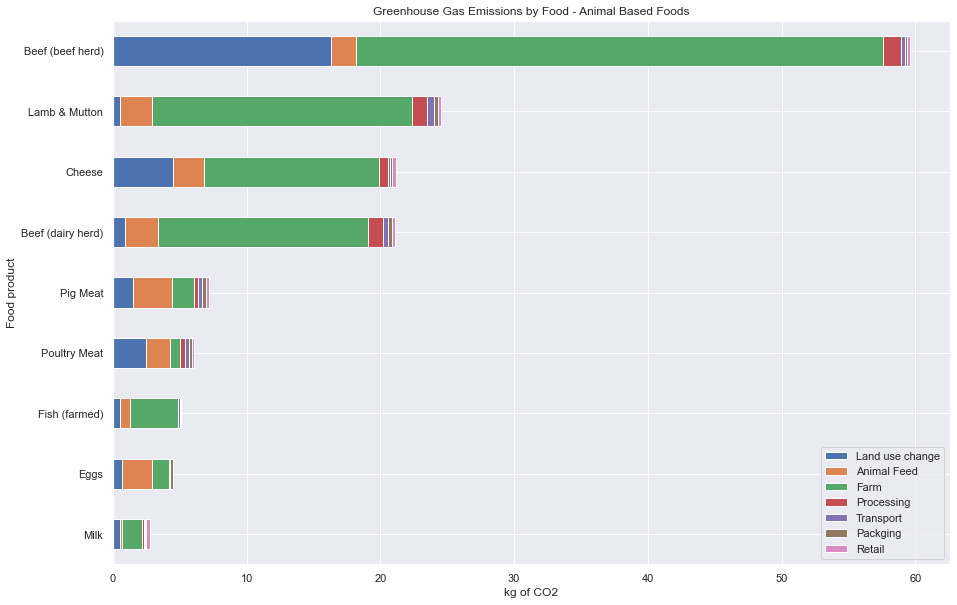 Greenhouse Gas Emissions by Food - Animal Based Foods
Food product
Beef (beef herd)
Lamb & Mutton
Cheese
Beef (dairy herd)
Pig Meat
Poultry Meat
Fish (farmed)
Eggs
Milk
Land use change
Animal Feed
Farm
Processing
Transport
Packging
Retail
0 10 20 30 40 50 60
kg of CO2